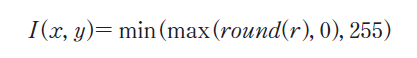 I(x, y)= min(max(round(r), 0), 255)